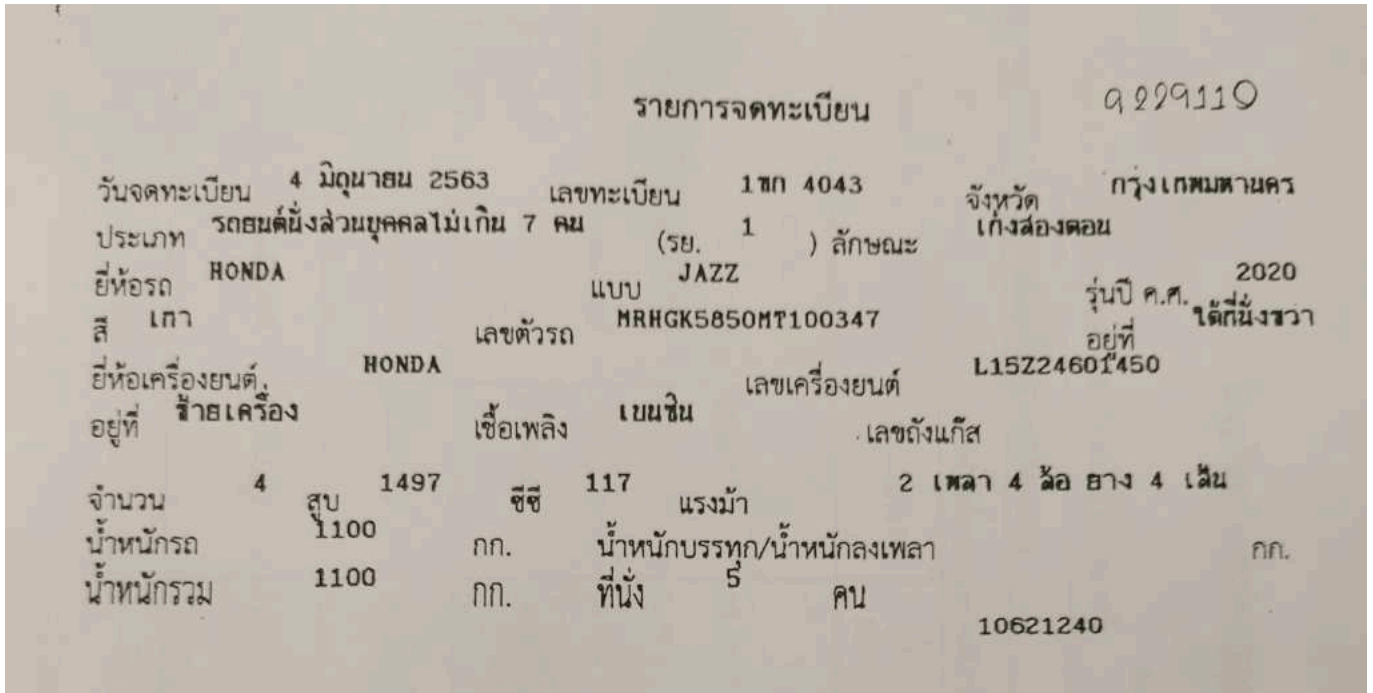 รายการจดทะเบียน 9229110
วันจดทะเบียน 4 มิถุนายน 2563 เลขทะเบียน 1ขก 4043 จังหวัด กรุงเทพมหานคร
ประเภท รถยนต์นั่งส่วนบุคคลไม่เกิน 7 คน (รย. 1 ) ลักษณะ เก๋งสองตอน
ยี่ห้อรถ HONDA แบบ JAZZ รุ่นปี ค.ศ. 2020
สี เทา เลขตัวรถ MRHGK5850MT100347 อยู่ที่ ใต้ที่นั่งขวา
ยี่ห้อเครื่องยนต์ HONDA เลขเครื่องยนต์ L15Z24601450
อยู่ที่ ซ้ายเครื่อง เชื้อเพลิง เบนซิน เลขถังแก๊ส
จำนวน 4 สูบ 1497 ซีซี 117 แรงม้า 2 เพลา 4 ล้อ ยาง 4 เส้น
น้ำหนักรถ 1100 กก. น้ำหนักบรรทุก/น้ำหนักลงเพลา กก.
น้ำหนักรวม 1100 กก. ที่นั่ง 5 คน
10621240